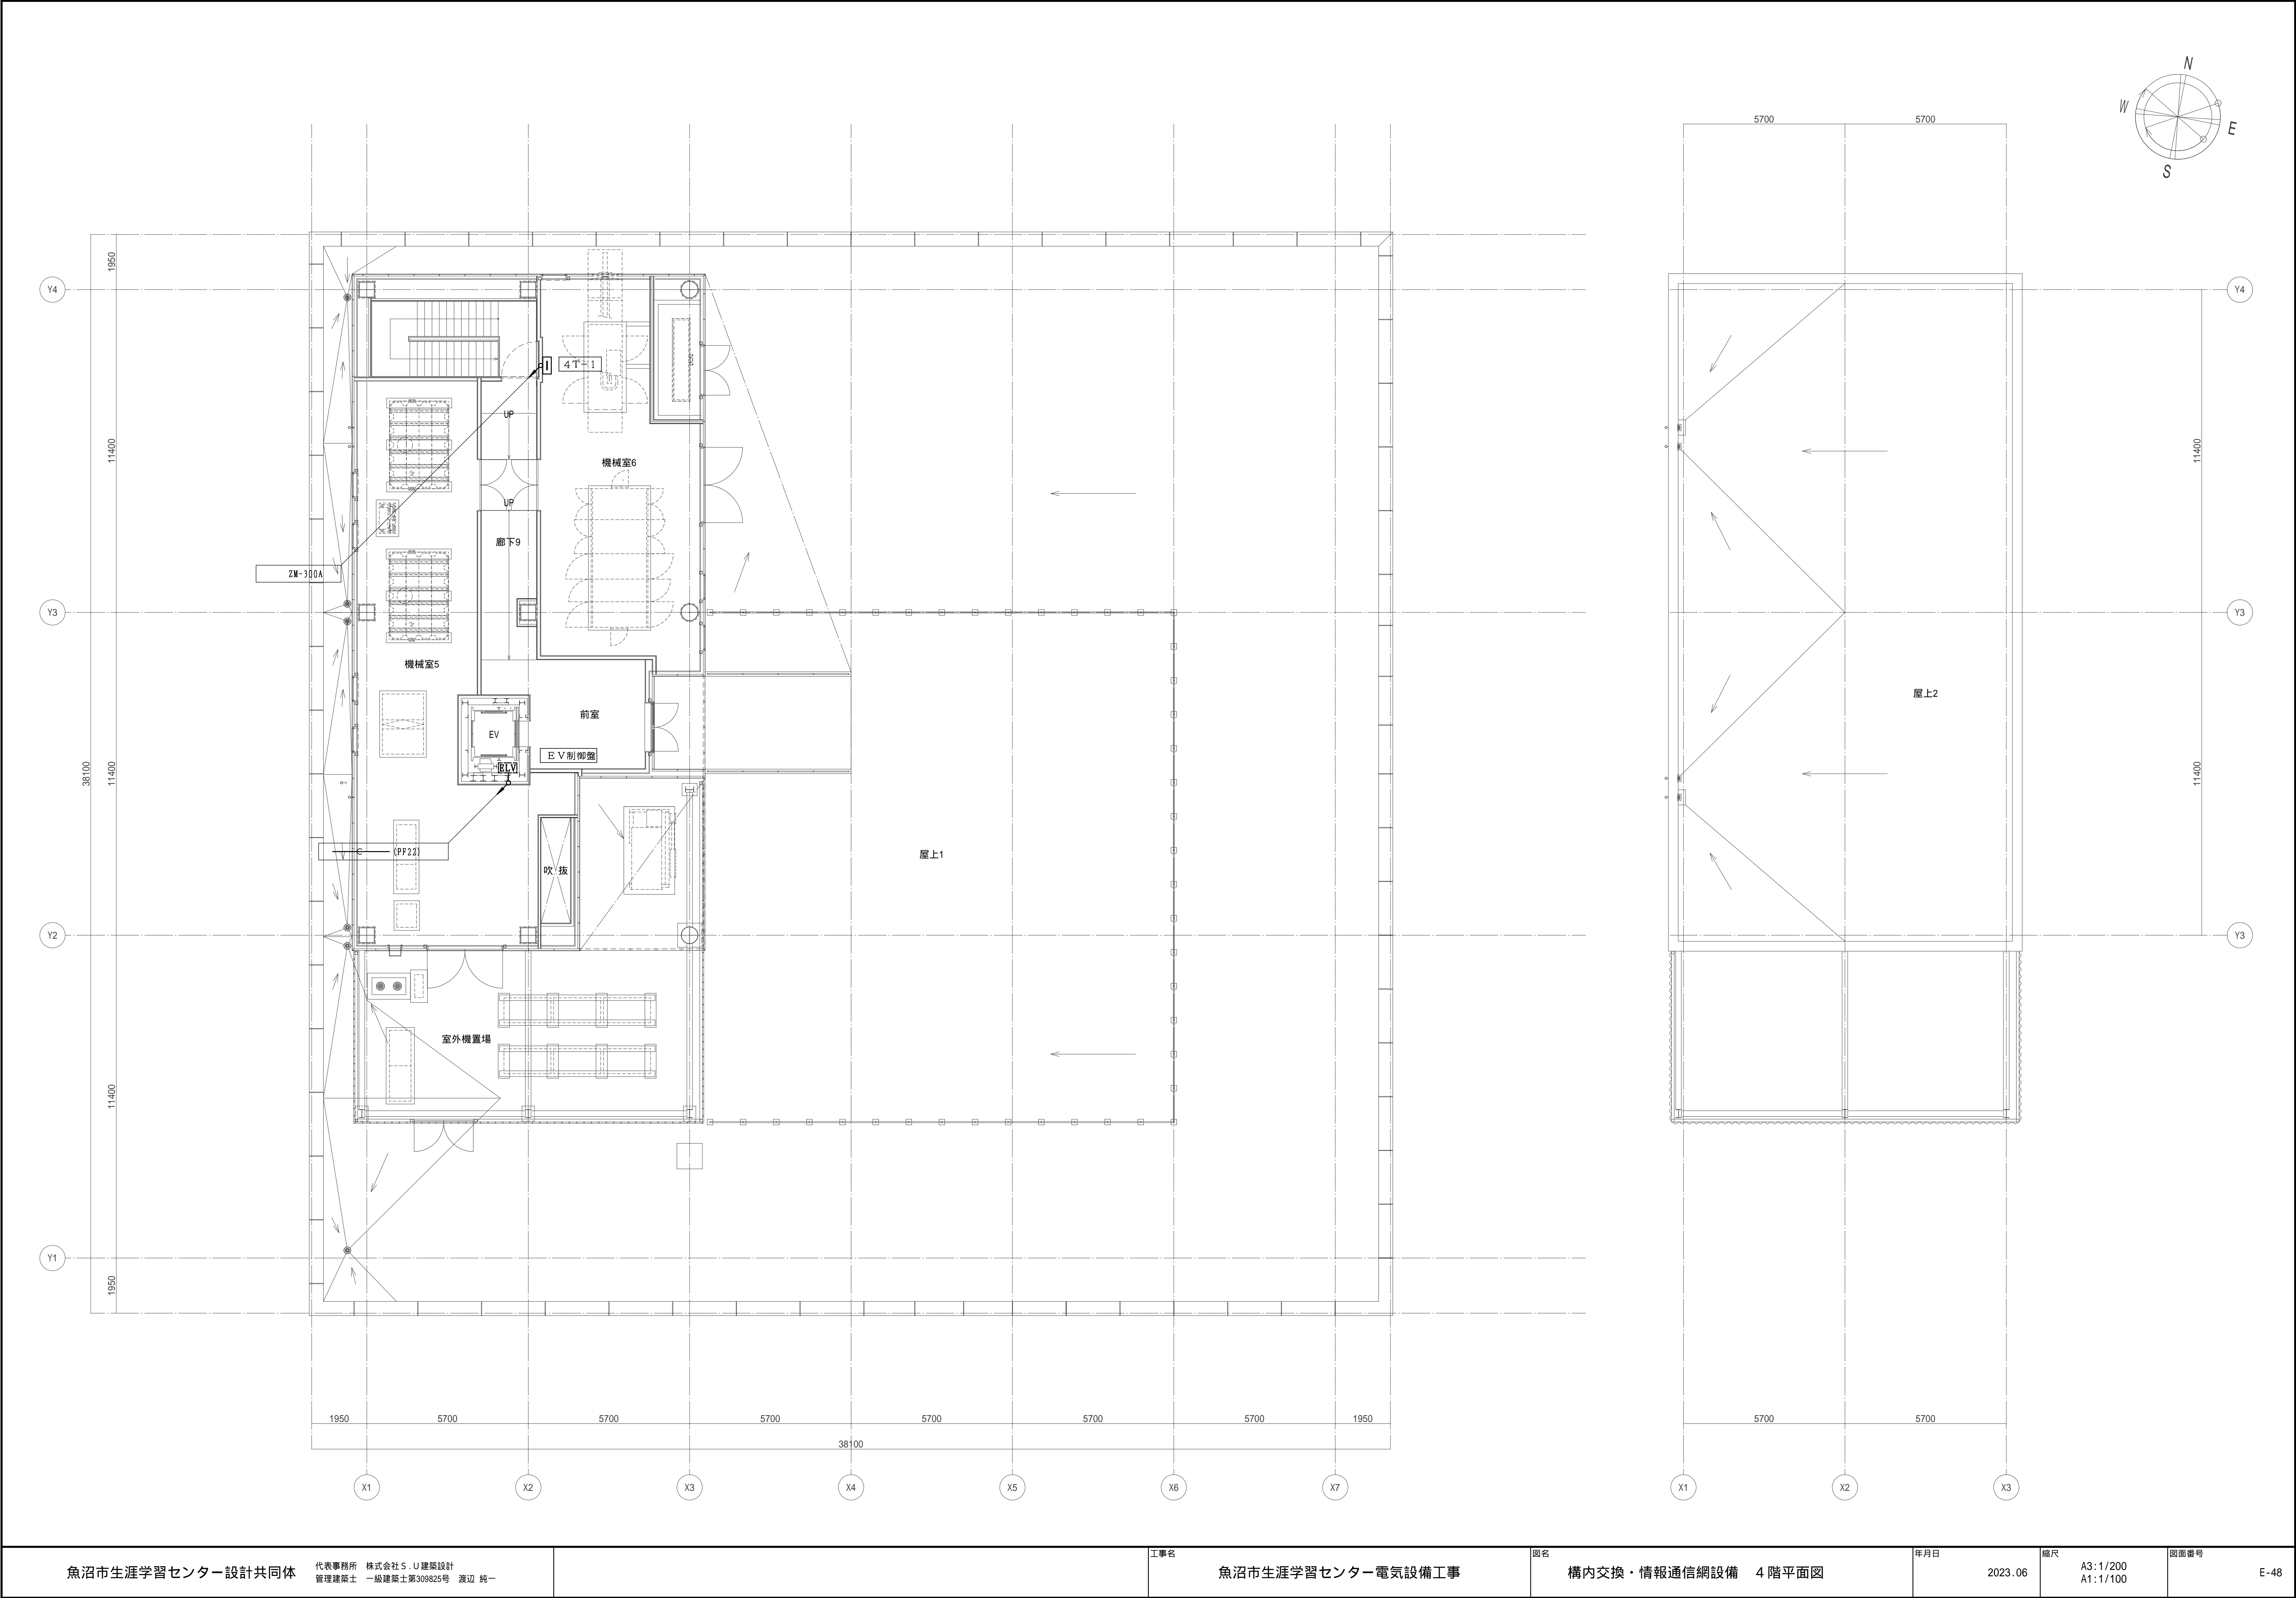 N
W
E
S
5700
5700
1950
Y4
Y4
4T-1
UP
11400
11400
機械室6
UP
廊下9
ZM-300A
Y3
Y3
機械室5
屋上2
前室
EV
EV制御盤
ELV
38100
11400
11400
C (PF22)
屋上1
吹抜
Y2
Y3
室外機置場
11400
Y1
1950
1950
5700
5700
5700
5700
5700
5700
1950
5700
5700
38100
X1
X2
X3
X4
X5
X6
X7
X1
X2
X3
魚沼市生涯学習センター設計共同体
代表事務所 株式会社S.U建築設計
管理建築士 一級建築士第309825号 渡辺 純一
工事名
魚沼市生涯学習センター電気設備工事
図名
構内交換・情報通信網設備 4階平面図
年月日
2023.06
縮尺
A3:1/200
A1:1/100
図面番号
E-48